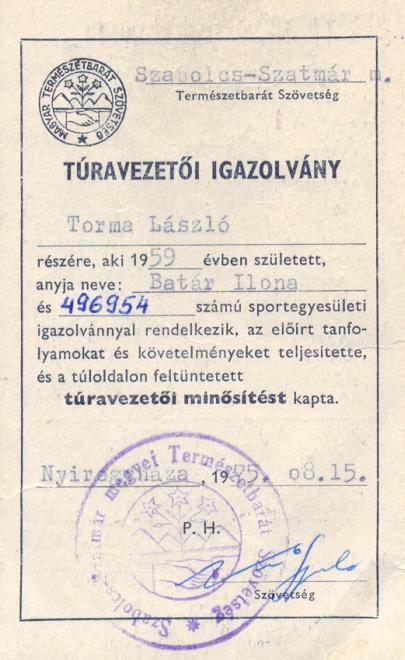 MAGYAR TERMÉSZETBARÁT SZÖVETSÉG
Szabolcs-Szatmár m.
Természetbarát Szövetség
TÚRAVEZETŐI IGAZOLVÁNY
Torma László
részére, aki 1959 évben született,
anyja neve: Batár Ilona
és 496954 számú sportegyesületi
igazolvánnyal rendelkezik, az előírt tanfo-
lyamokat és követelményeket teljesítette,
és a túloldalon feltüntetett
túravezetői minősítést kapta.
Nyiregyháza, 1975. 08.15.
P. H.
Szövetség
Szabolcs-Szatmár megyei Természetbarát Szövetség